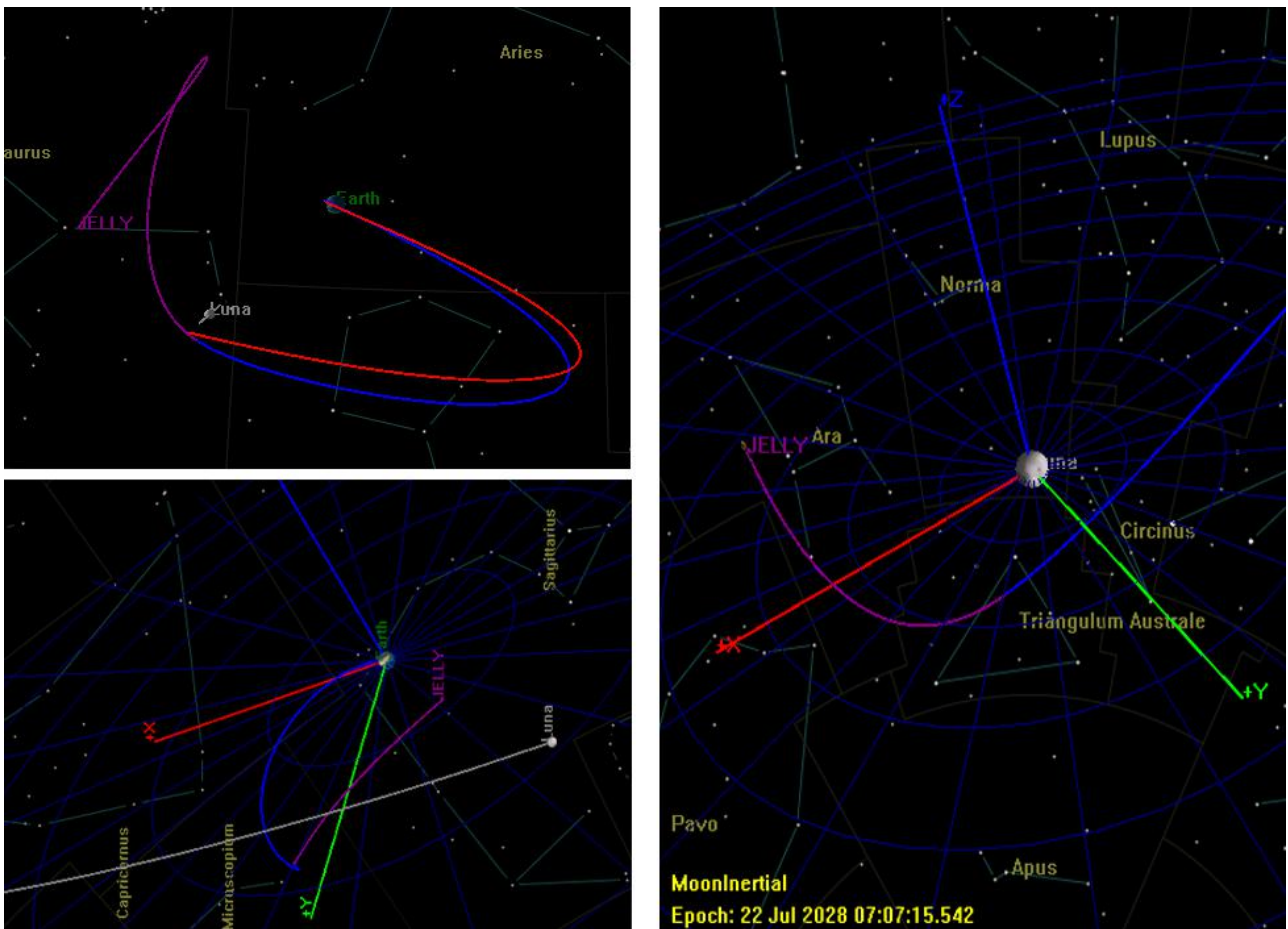 Aries
aurus
Earth
JELLY
Luna
Sagittarius
Earth
JELLY
Luna
+X
Capricornus
Microscopium
+Y
+Z
Lupus
Norma
Ara
JELLY
una
Circinus
Triangulum Australe
+X
+Y
Pavo
Apus
MoonInertial
Epoch: 22 Jul 2028 07:07:15.542